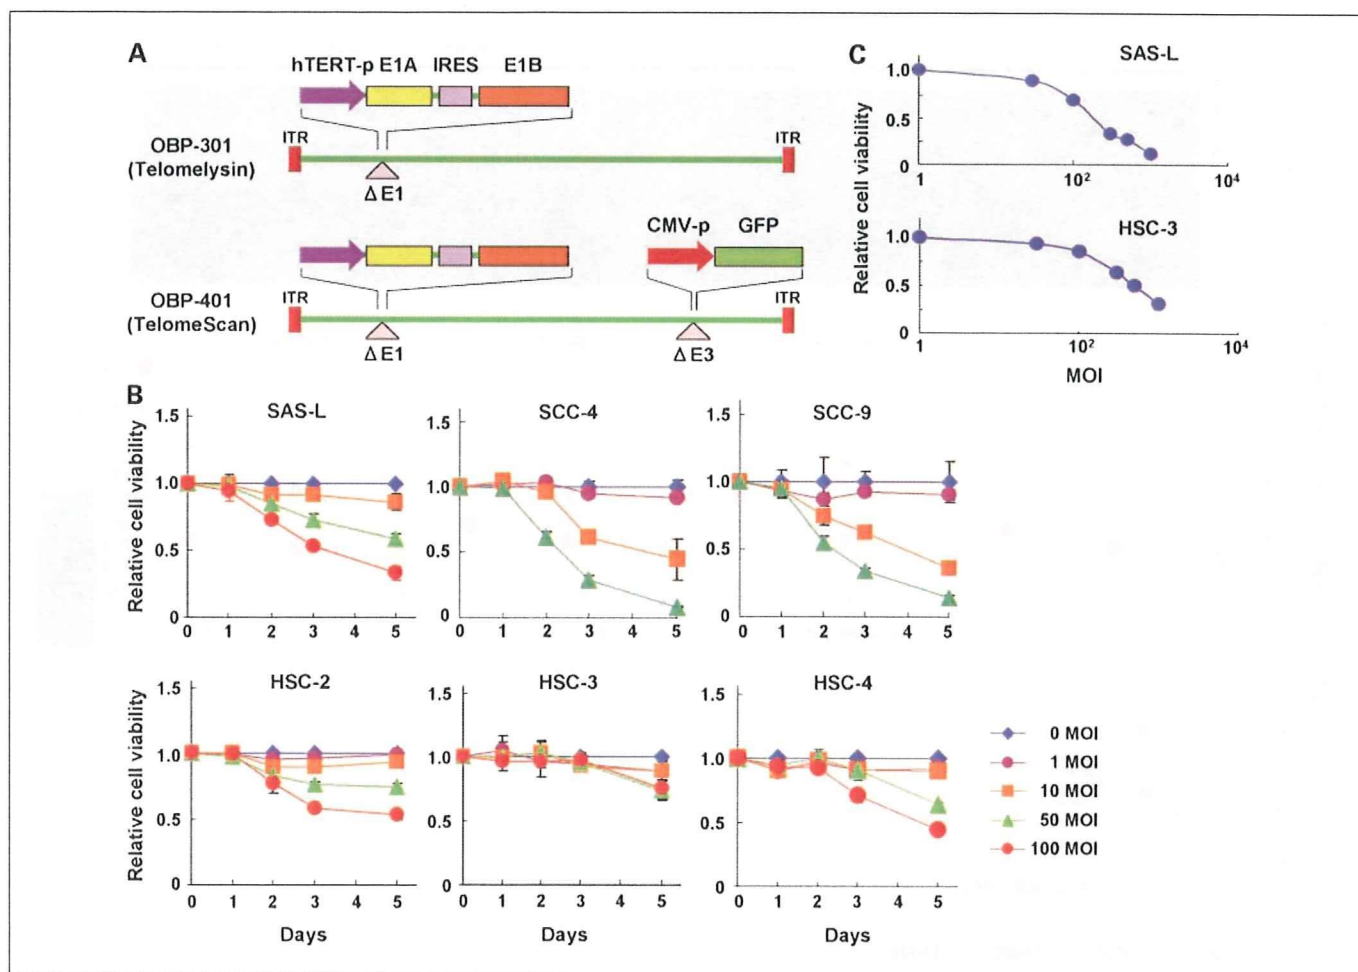 A
hTERT-p E1A IRES E1B
OBP-301
(Telomelysin)
ITR
ITR
Δ E1
CMV-p GFP
OBP-401
(TelomeScan)
ITR
ITR
Δ E1
Δ E3
C
SAS-L
Relative cell viability
1.0
0.5
0
1
10²
10⁴
HSC-3
1.0
0.5
0
1
10²
10⁴
MOI
B
SAS-L
Relative cell viability
1.5
1.0
0.5
0
0 1 2 3 4 5
SCC-4
1.5
1.0
0.5
0
0 1 2 3 4 5
SCC-9
1.5
1.0
0.5
0
0 1 2 3 4 5
HSC-2
Relative cell viability
1.5
1.0
0.5
0
0 1 2 3 4 5
Days
HSC-3
1.5
1.0
0.5
0
0 1 2 3 4 5
Days
HSC-4
1.5
1.0
0.5
0
0 1 2 3 4 5
Days
0 MOI
1 MOI
10 MOI
50 MOI
100 MOI